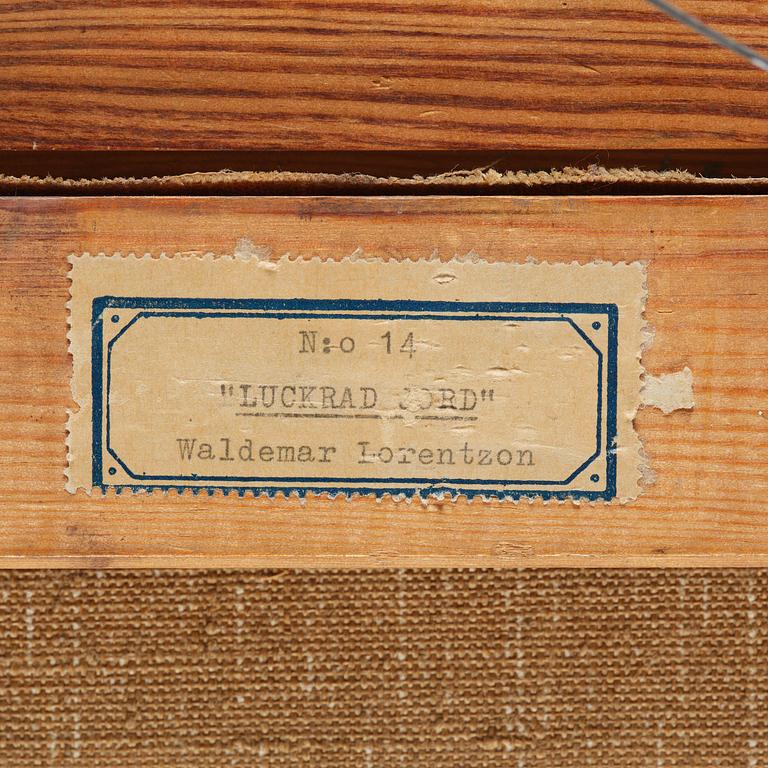 N:o 14
"LUCKRAD JORD"
Waldemar Lorentzon